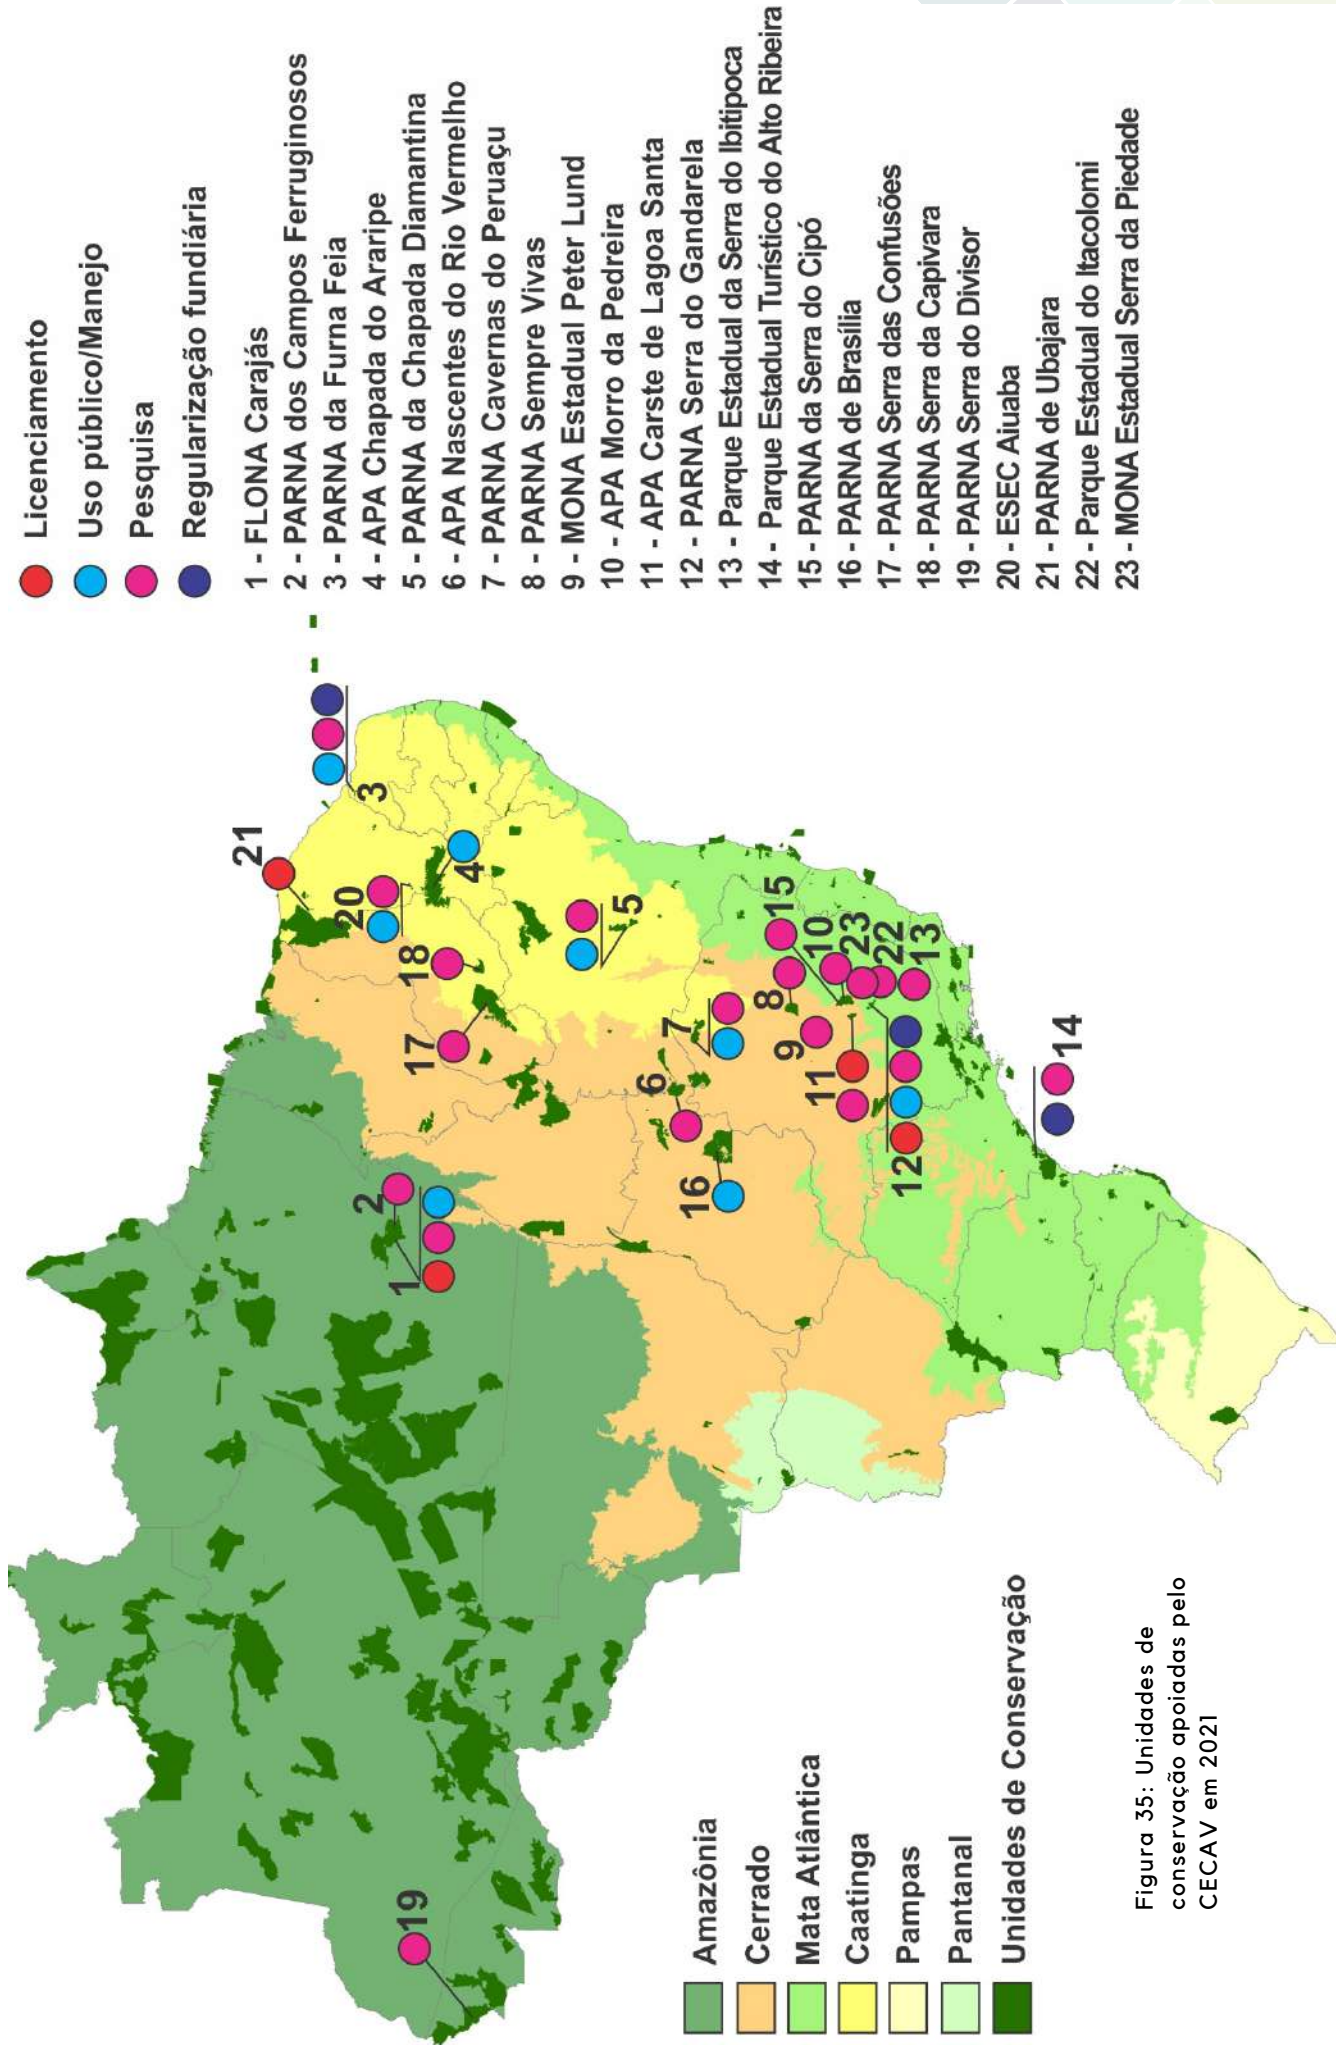 Licenciamento
Uso público/Manejo
Pesquisa
Regularização fundiária
1 - FLONA Carajás
2 - PARNA dos Campos Ferruginosos
3 - PARNA da Furna Feia
4 - APA Chapada do Araripe
5 - PARNA da Chapada Diamantina
6 - APA Nascentes do Rio Vermelho
7 - PARNA Cavernas do Peruaçu
8 - PARNA Sempre Vivas
9 - MONA Estadual Peter Lund
10 - APA Morro da Pedreira
11 - APA Carste de Lagoa Santa
12 - PARNA Serra do Gandarela
13 - Parque Estadual da Serra do Ibitipoca
14 - Parque Estadual Turístico do Alto Ribeira
15 - PARNA da Serra do Cipó
16 - PARNA de Brasília
17 - PARNA Serra das Confusões
18 - PARNA Serra da Capivara
19 - PARNA Serra do Divisor
20 - ESEC Aiuaba
21 - PARNA de Ubajara
22 - Parque Estadual do Itacolomi
23 - MONA Estadual Serra da Piedade
21
3
20
4
18
17
5
2
1
19
6
7
16
15
8
10
9
23
11
22
13
12
14
Amazônia
Cerrado
Mata Atlântica
Caatinga
Pampas
Pantanal
Unidades de Conservação
Figura 35: Unidades de
conservação apoiadas pelo
CECAV em 2021